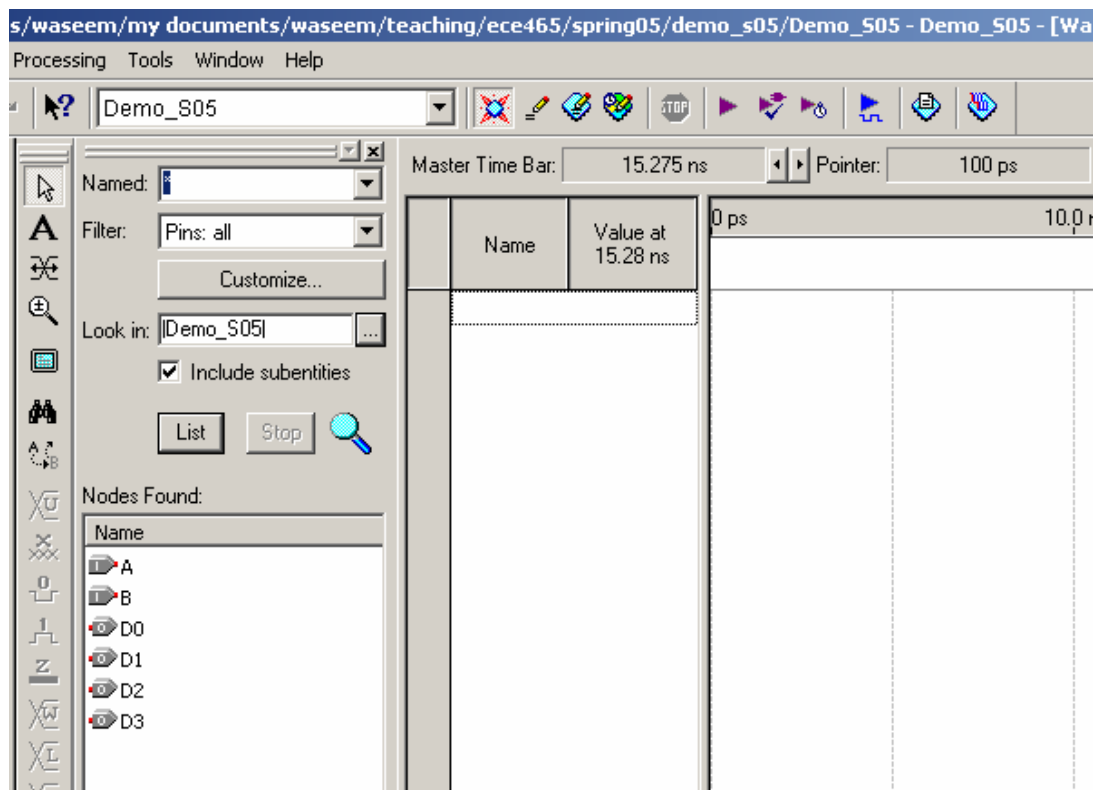 s/waseem/my documents/waseem/teaching/ece465/spring05/demo_s05/Demo_S05 - Demo_S05 - [Wa
Processing Tools Window Help
Demo_S05
STOP
Master Time Bar: 15.275 ns Pointer: 100 ps
Named: *
Filter: Pins: all
Customize...
Look in: |Demo_S05| ...
Include subentities
List Stop
Nodes Found:
Name
A
B
D0
D1
D2
D3
Name
Value at
15.28 ns
0 ps 10.0 n